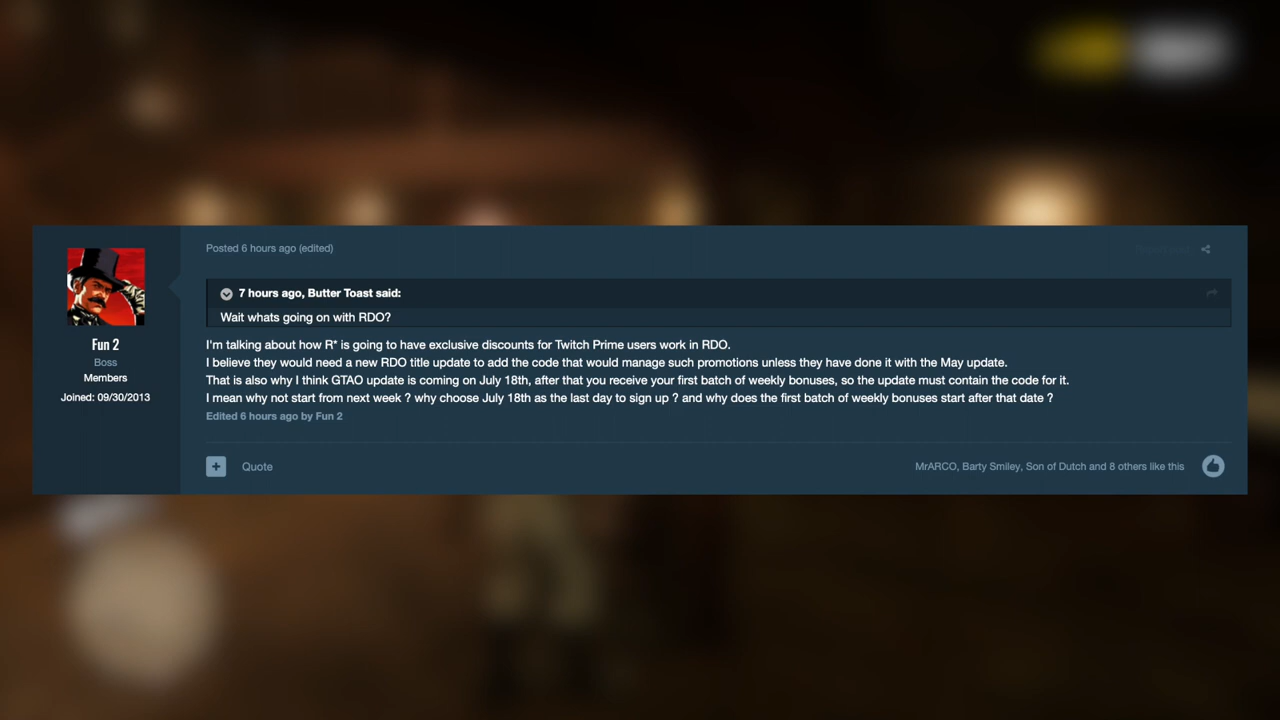 Posted 6 hours ago (edited)
7 hours ago, Butter Toast said:
Wait whats going on with RDO?
Fun 2
Boss
Members
Joined: 09/30/2013
I'm talking about how R* is going to have exclusive discounts for Twitch Prime users work in RDO.
I believe they would need a new RDO title update to add the code that would manage such promotions unless they have done it with the May update.
That is also why I think GTAO update is coming on July 18th, after that you receive your first batch of weekly bonuses, so the update must contain the code for it.
I mean why not start from next week ? why choose July 18th as the last day to sign up ? and why does the first batch of weekly bonuses start after that date ?
Edited 6 hours ago by Fun 2
Quote
MrARCO, Barty Smiley, Son of Dutch and 8 others like this